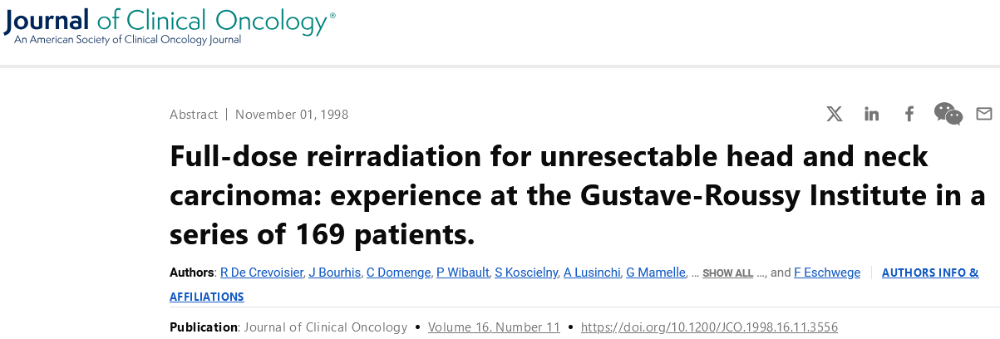 Journal of Clinical Oncology®
An American Society of Clinical Oncology Journal
Abstract | November 01, 1998
Full-dose reirradiation for unresectable head and neck
carcinoma: experience at the Gustave-Roussy Institute in a
series of 169 patients.
Authors: R De Crevoisier, J Bourhis, C Domenge, P Wibault, S Koscielny, A Lusinchi, G Mamelle, ... SHOW ALL ..., and F Eschwege | AUTHORS INFO &
AFFILIATIONS
Publication: Journal of Clinical Oncology • Volume 16, Number 11 • https://doi.org/10.1200/JCO.1998.16.11.3556